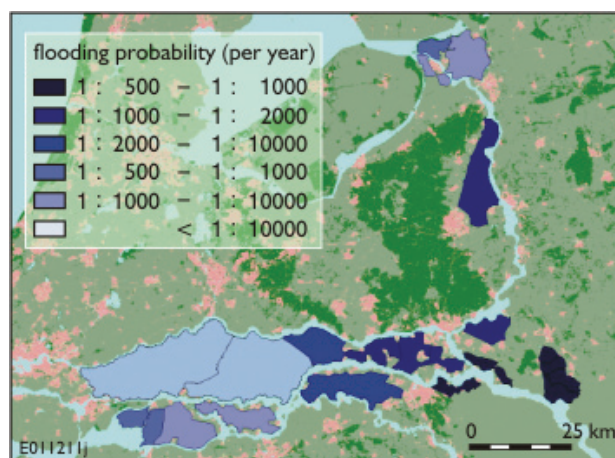 flooding probability (per year)
1 : 500 – 1 : 1000
1 : 1000 – 1 : 2000
1 : 2000 – 1 : 10000
1 : 500 – 1 : 1000
1 : 1000 – 1 : 10000
< 1 : 10000
0 25 km
E011211j